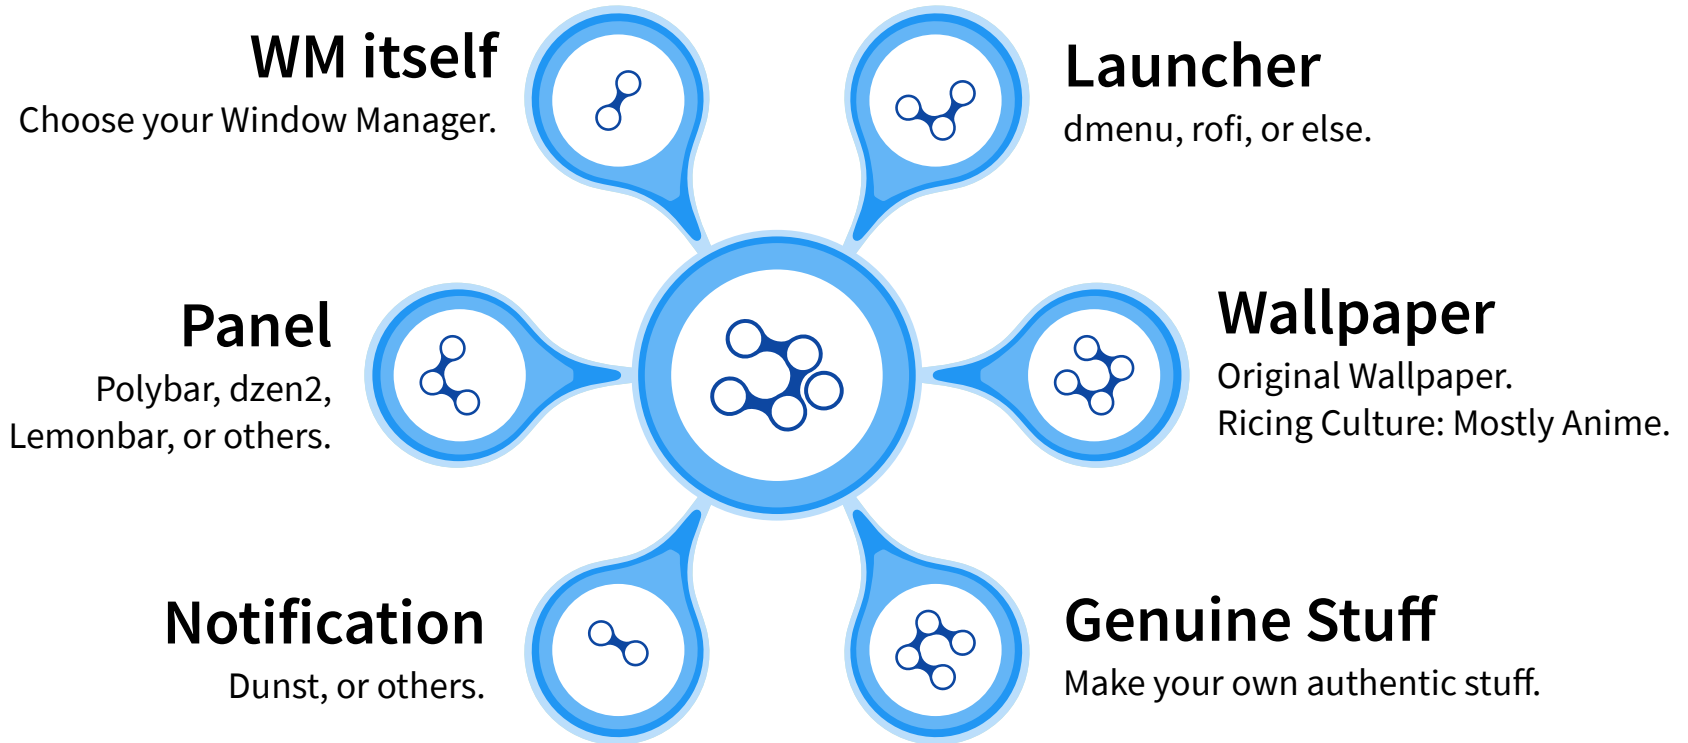 WM itself
Choose your Window Manager.
Launcher
dmenu, rofi, or else.
Panel
Polybar, dzen2,
Lemonbar, or others.
Wallpaper
Original Wallpaper.
Ricing Culture: Mostly Anime.
Notification
Dunst, or others.
Genuine Stuff
Make your own authentic stuff.